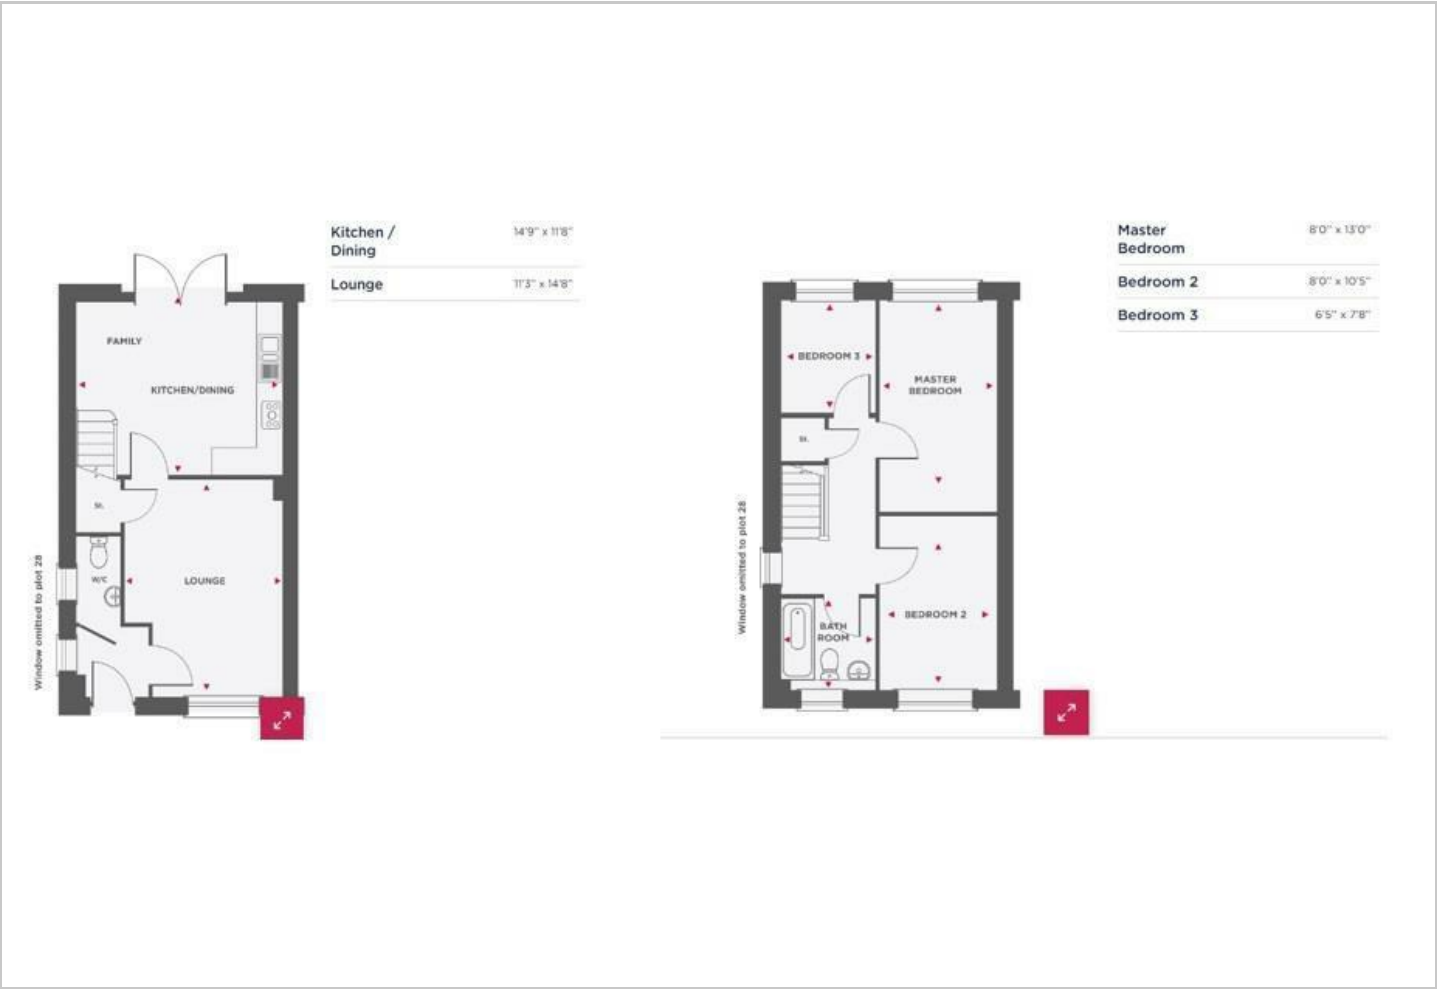 Kitchen /
Dining
14'9" x 11'8"
Lounge
11'3" x 14'8"
FAMILY
KITCHEN/DINING
St.
W/C
LOUNGE
Window omitted to plot 28
Master
Bedroom
8'0" x 13'0"
Bedroom 2
8'0" x 10'5"
Bedroom 3
6'5" x 7'8"
BEDROOM 3
MASTER
BEDROOM
St.
BATH
ROOM
BEDROOM 2
Window omitted to plot 28